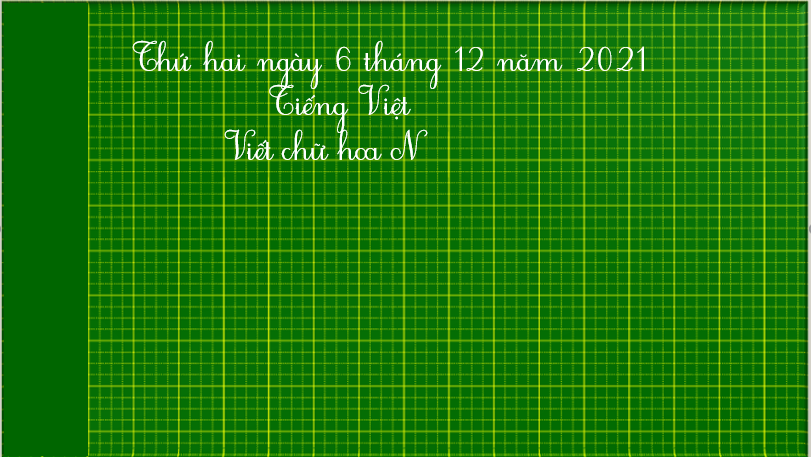 Thứ hai ngày 6 tháng 12 năm 2021
Tiếng Việt
Viết chữ hoa N